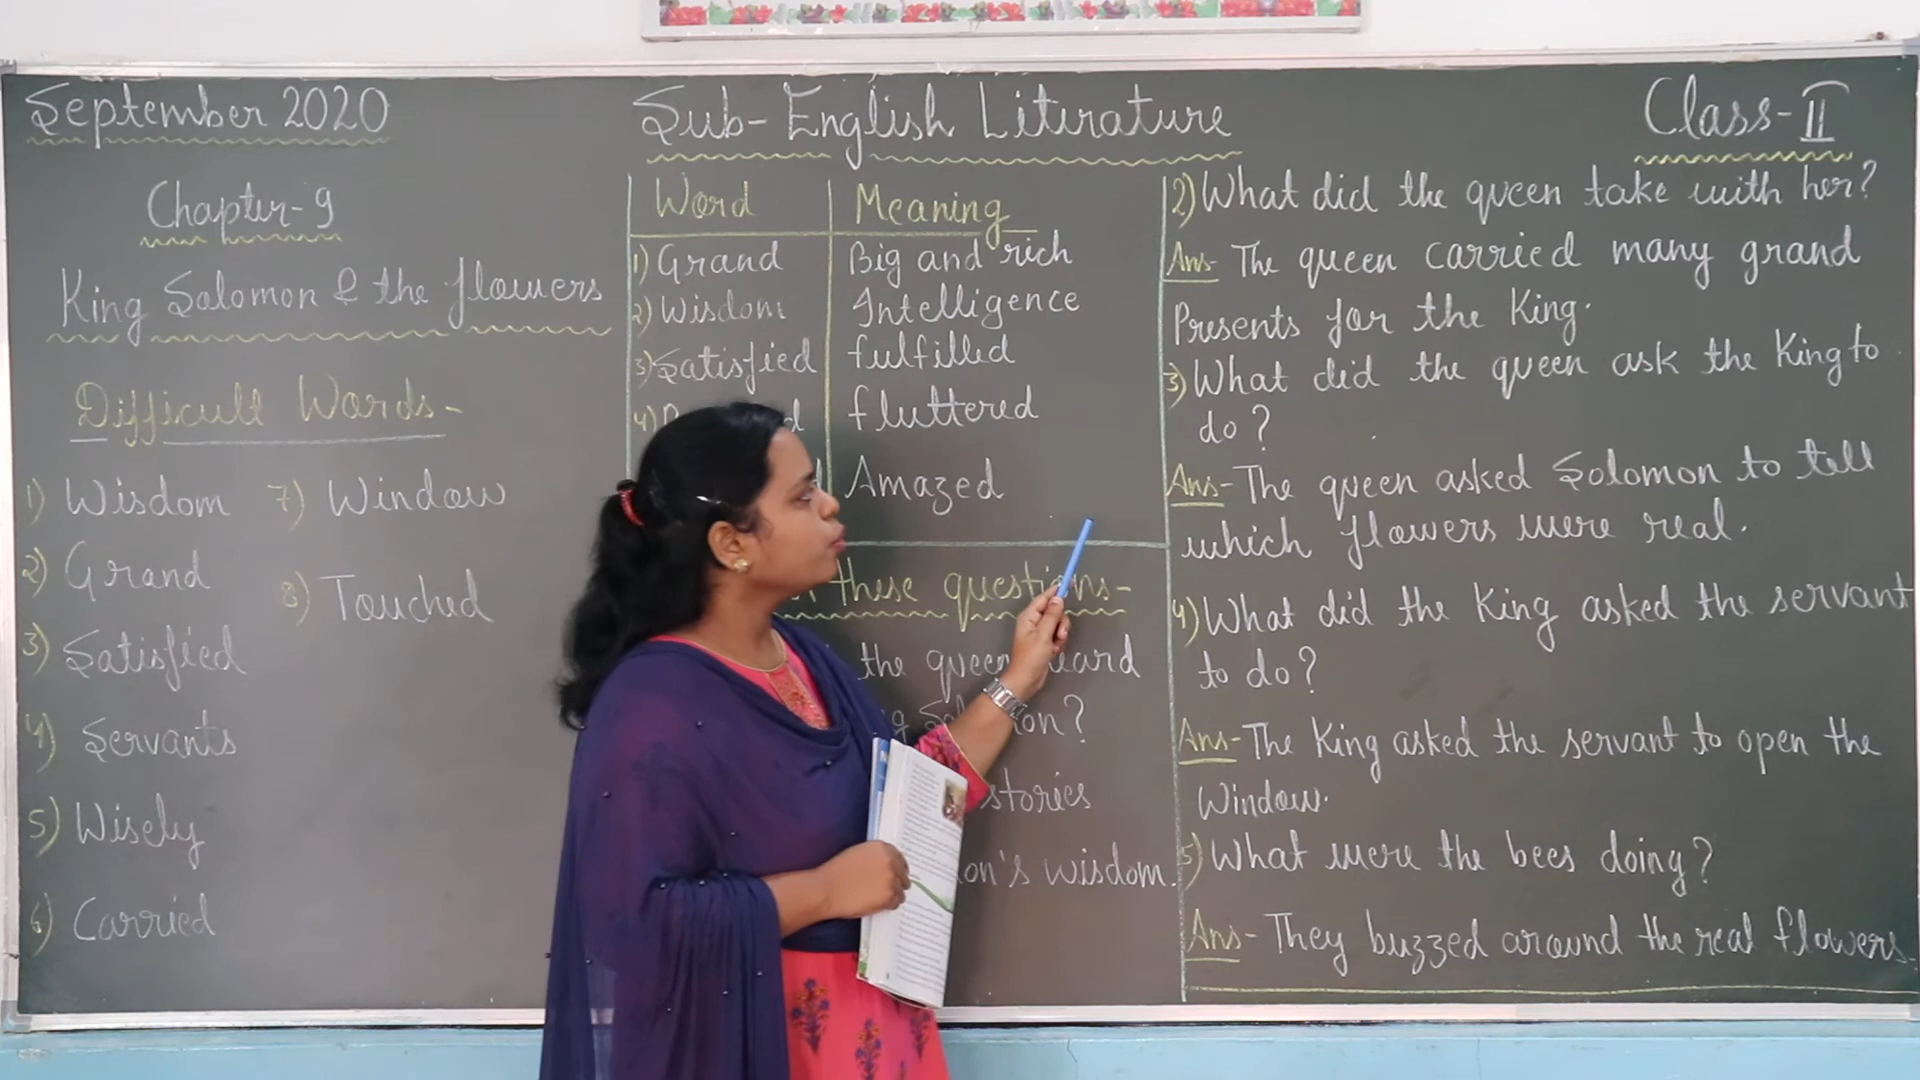 September 2020
Sub- English Literature
Class-II
Chapter-9
King Solomon & the flowers
Difficult Words-
1) Wisdom
2) Grand
3) Satisfied
4) Servants
5) Wisely
6) Carried
7) Window
8) Touched
Word Meaning
1) Grand Big and rich
2) Wisdom Intelligence
3) Satisfied fulfilled
4) fluttered
Amazed
these questions-
the queen
Solomon?
stories
wisdom.
2) What did the queen take with her?
Ans- The queen carried many grand
Presents for the King.
3) What did the queen ask the King to
do?
Ans- The queen asked Solomon to tell
which flowers were real.
4) What did the King asked the servant
to do?
Ans- The King asked the servant to open the
Window.
5) What were the bees doing?
Ans- They buzzed around the real flowers.